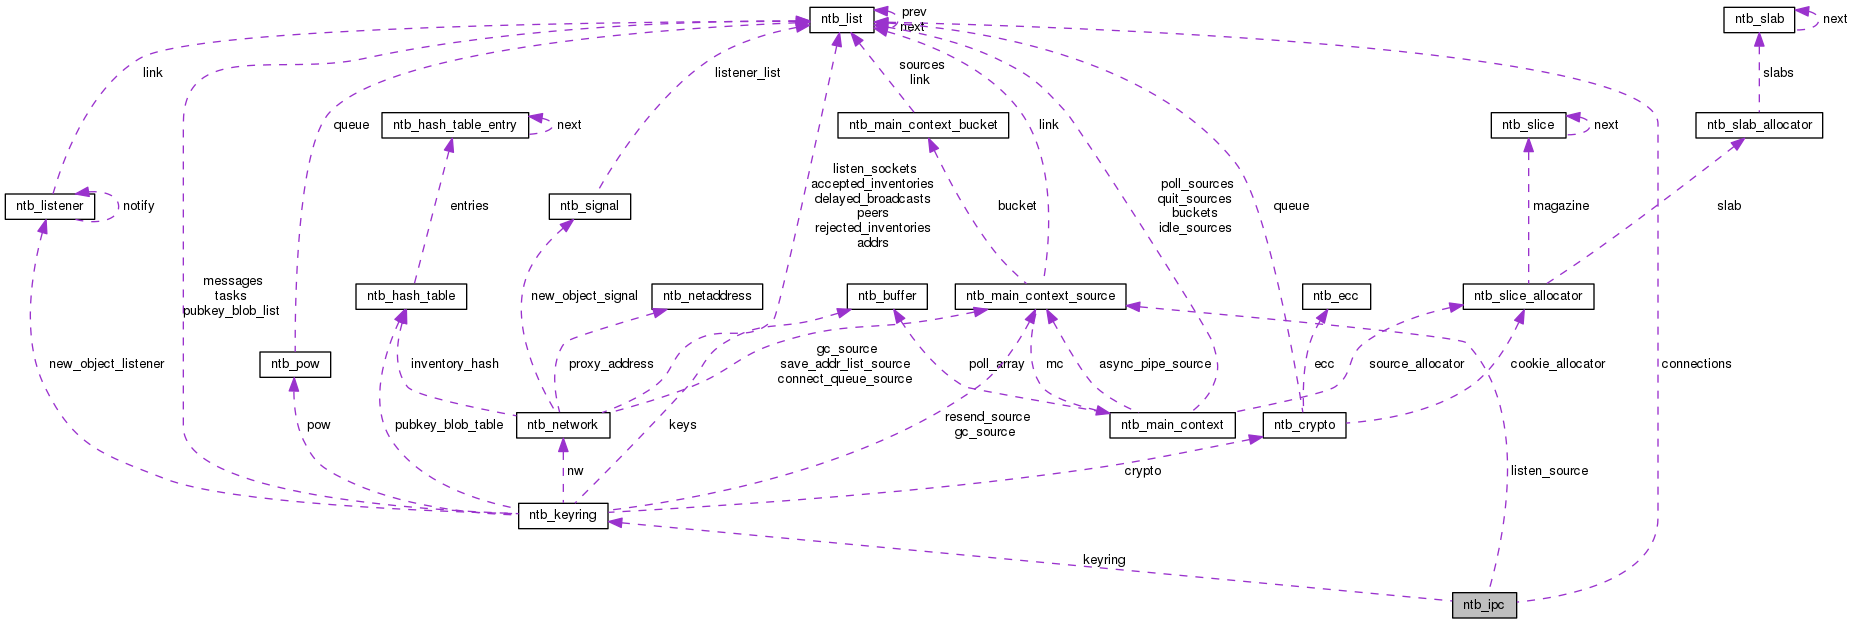 ntb_list
prev
next
ntb_slab
next
link
listener_list
sources
link
slabs
queue
ntb_hash_table_entry
next
ntb_main_context_bucket
link
ntb_slice
next
ntb_slab_allocator
ntb_listener
notify
entries
ntb_signal
listen_sockets
accepted_inventories
delayed_broadcasts
peers
rejected_inventories
addrs
bucket
poll_sources
quit_sources
buckets
idle_sources
queue
magazine
slab
messages
tasks
pubkey_blob_list
ntb_hash_table
new_object_signal
ntb_netaddress
ntb_buffer
ntb_main_context_source
ntb_ecc
ntb_slice_allocator
new_object_listener
ntb_pow
inventory_hash
proxy_address
gc_source
save_addr_list_source
connect_queue_source
poll_array
mc
async_pipe_source
ecc
source_allocator
cookie_allocator
connections
pow
pubkey_blob_table
ntb_network
keys
resend_source
gc_source
ntb_main_context
ntb_crypto
nw
crypto
listen_source
ntb_keyring
keyring
ntb_ipc